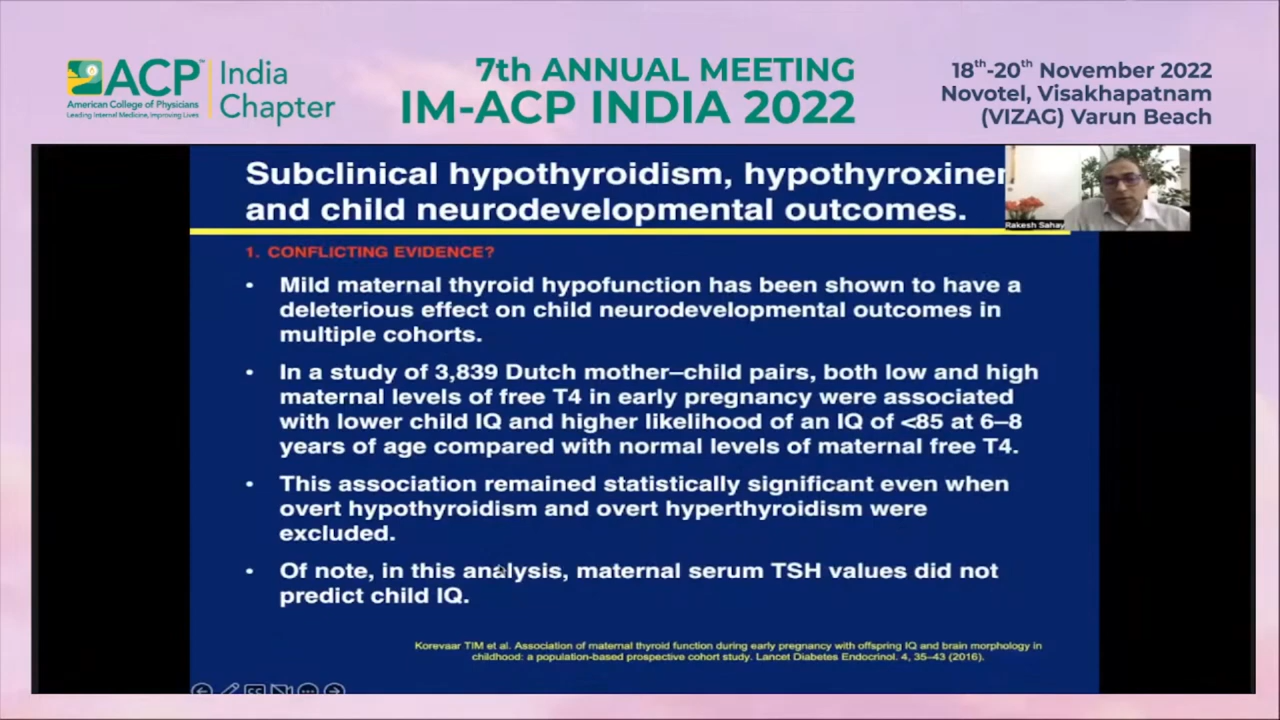 ACP™
American College of Physicians
Leading Internal Medicine, Improving Lives
India
Chapter
7th ANNUAL MEETING
IM-ACP INDIA 2022
18th-20th November 2022
Novotel, Visakhapatnam
(VIZAG) Varun Beach
Subclinical hypothyroidism,
and child neurodevelopmental outcomes.
Rakesh Sahay
1. CONFLICTING EVIDENCE?
• Mild maternal thyroid hypofunction has been shown to have a
deleterious effect on child neurodevelopmental outcomes in
multiple cohorts.
• In a study of 3,839 Dutch mother–child pairs, both low and high
maternal levels of free T4 in early pregnancy were associated
with lower child IQ and higher likelihood of an IQ of <85 at 6–8
years of age compared with normal levels of maternal free T4.
• This association remained statistically significant even when
overt hypothyroidism and overt hyperthyroidism were
excluded.
• Of note, in this analysis, maternal serum TSH values did not
predict child IQ.
Korevaar TIM et al. Association of maternal thyroid function during early pregnancy with offspring IQ and brain morphology in
childhood: a population-based prospective cohort study. Lancet Diabetes Endocrinol. 4, 35–43 (2016).